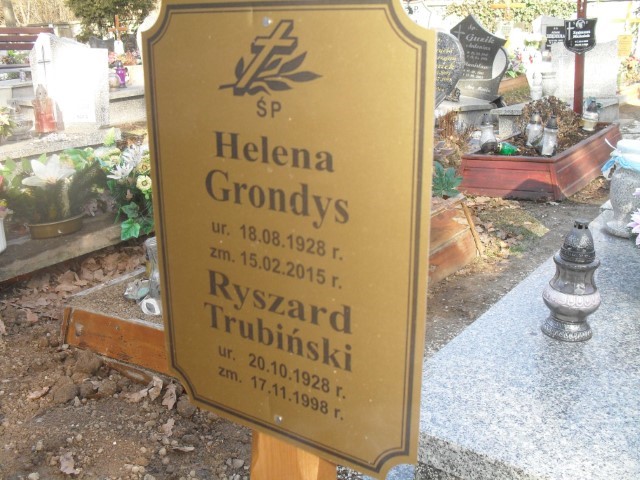 ŚP
Helena
Grondys
ur. 18.08.1928 r.
zm. 15.02.2015 r.
Ryszard
Trubiński
ur. 20.10.1928 r.
zm. 17.11.1998 r.